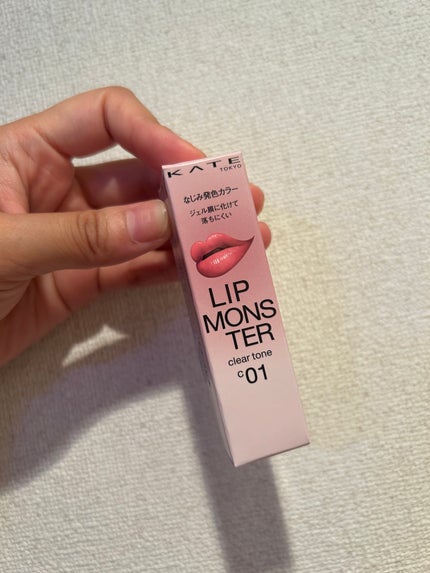 KATE
TOKYO
なじみ発色カラー
ジェル膜に化けて
落ちにくい
LIP
MONS
TER
clear tone
c01